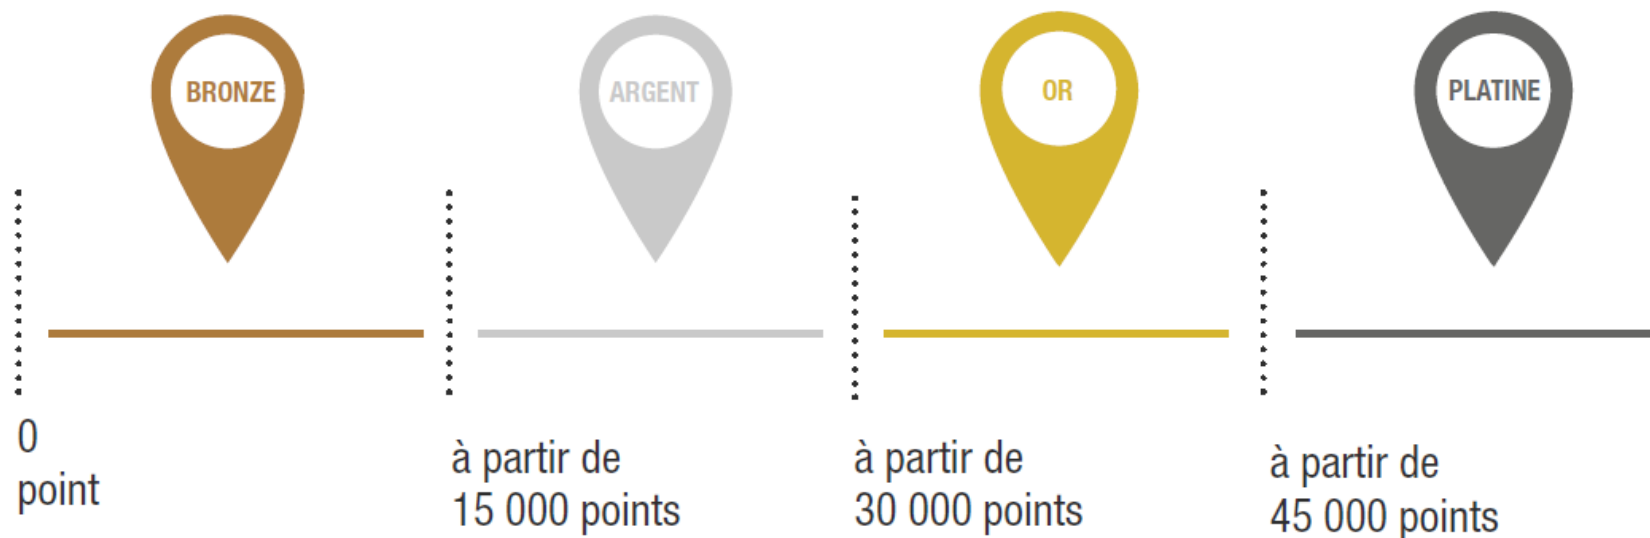 BRONZE
ARGENT
OR
PLATINE
0
point
à partir de
15 000 points
à partir de
30 000 points
à partir de
45 000 points